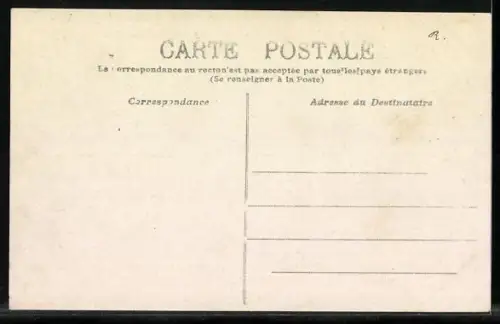 CARTE POSTALE
La correspondance au recto n'est pas acceptée par tous les pays étrangers
(Se renseigner à la Poste)
Correspondance
Adresse du Destinataire